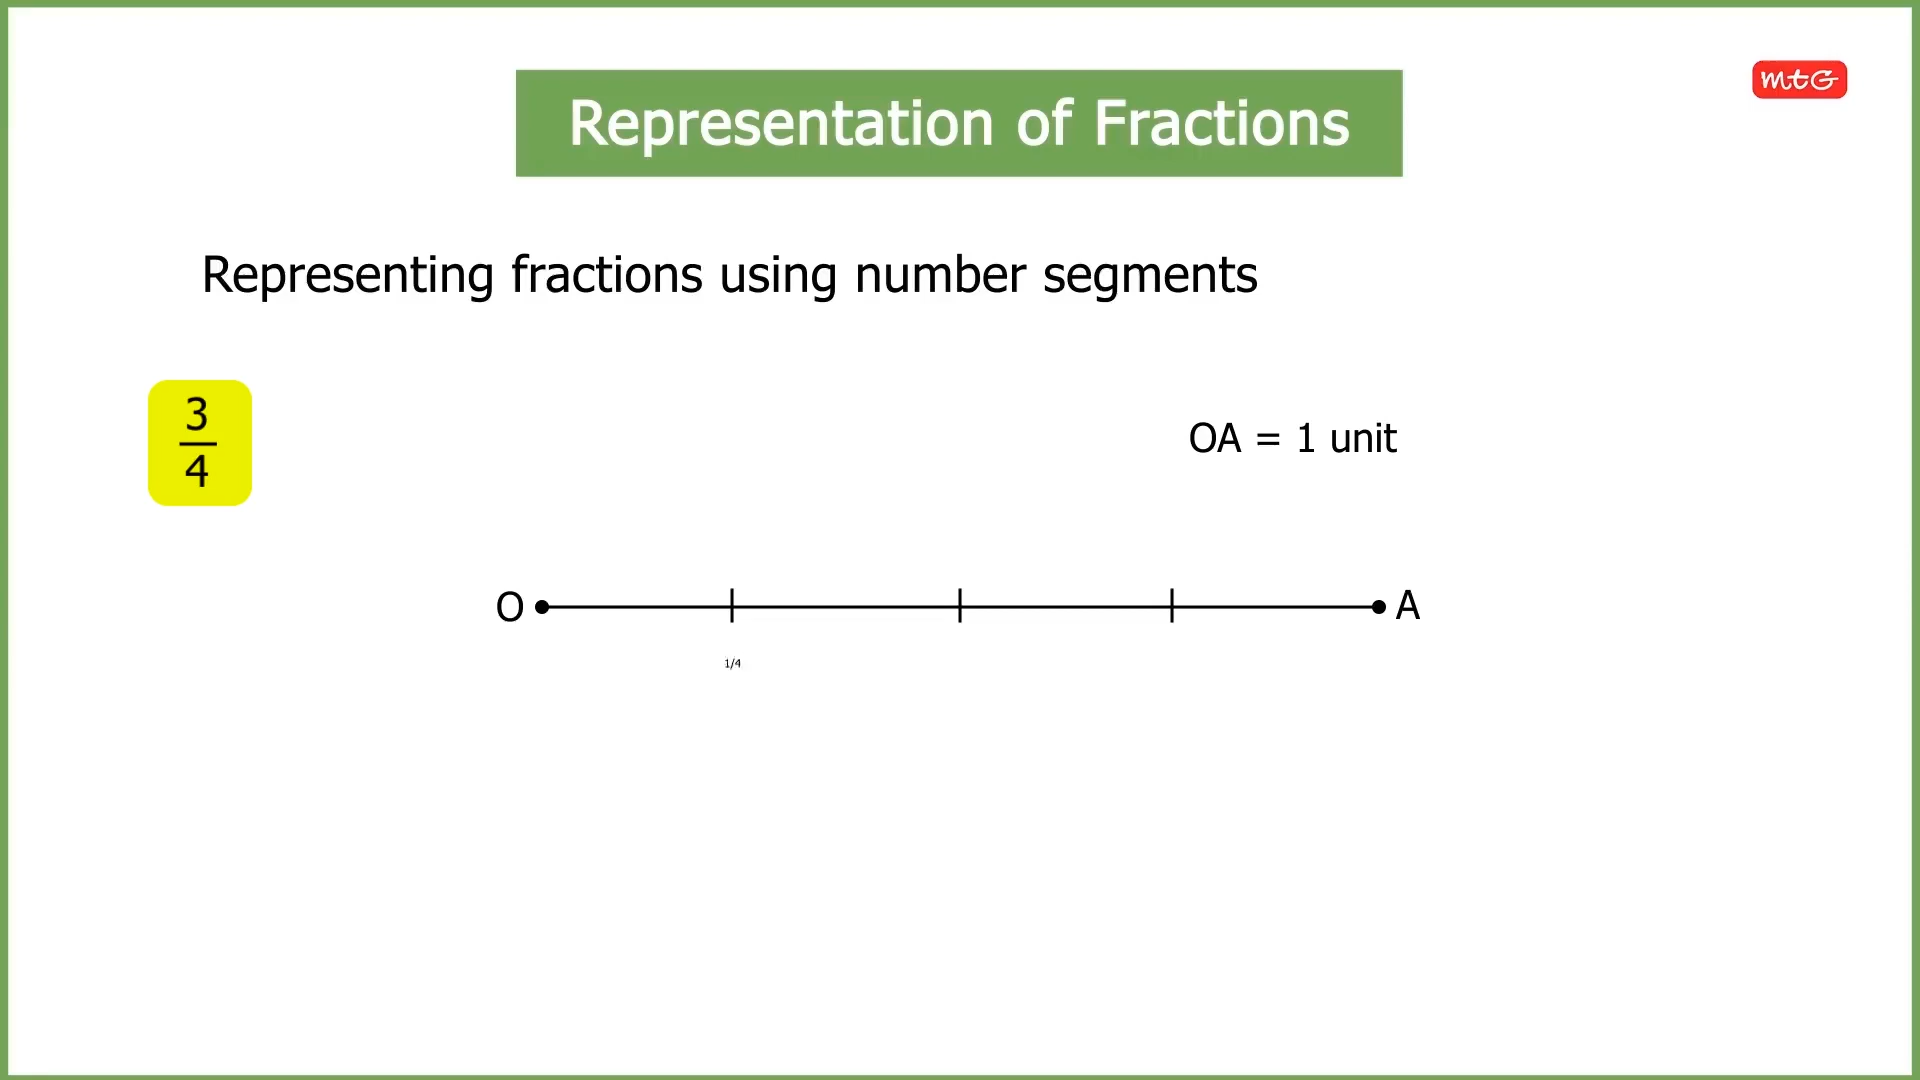 mtG
Representation of Fractions
Representing fractions using number segments
3
4
OA = 1 unit
O A
1/4